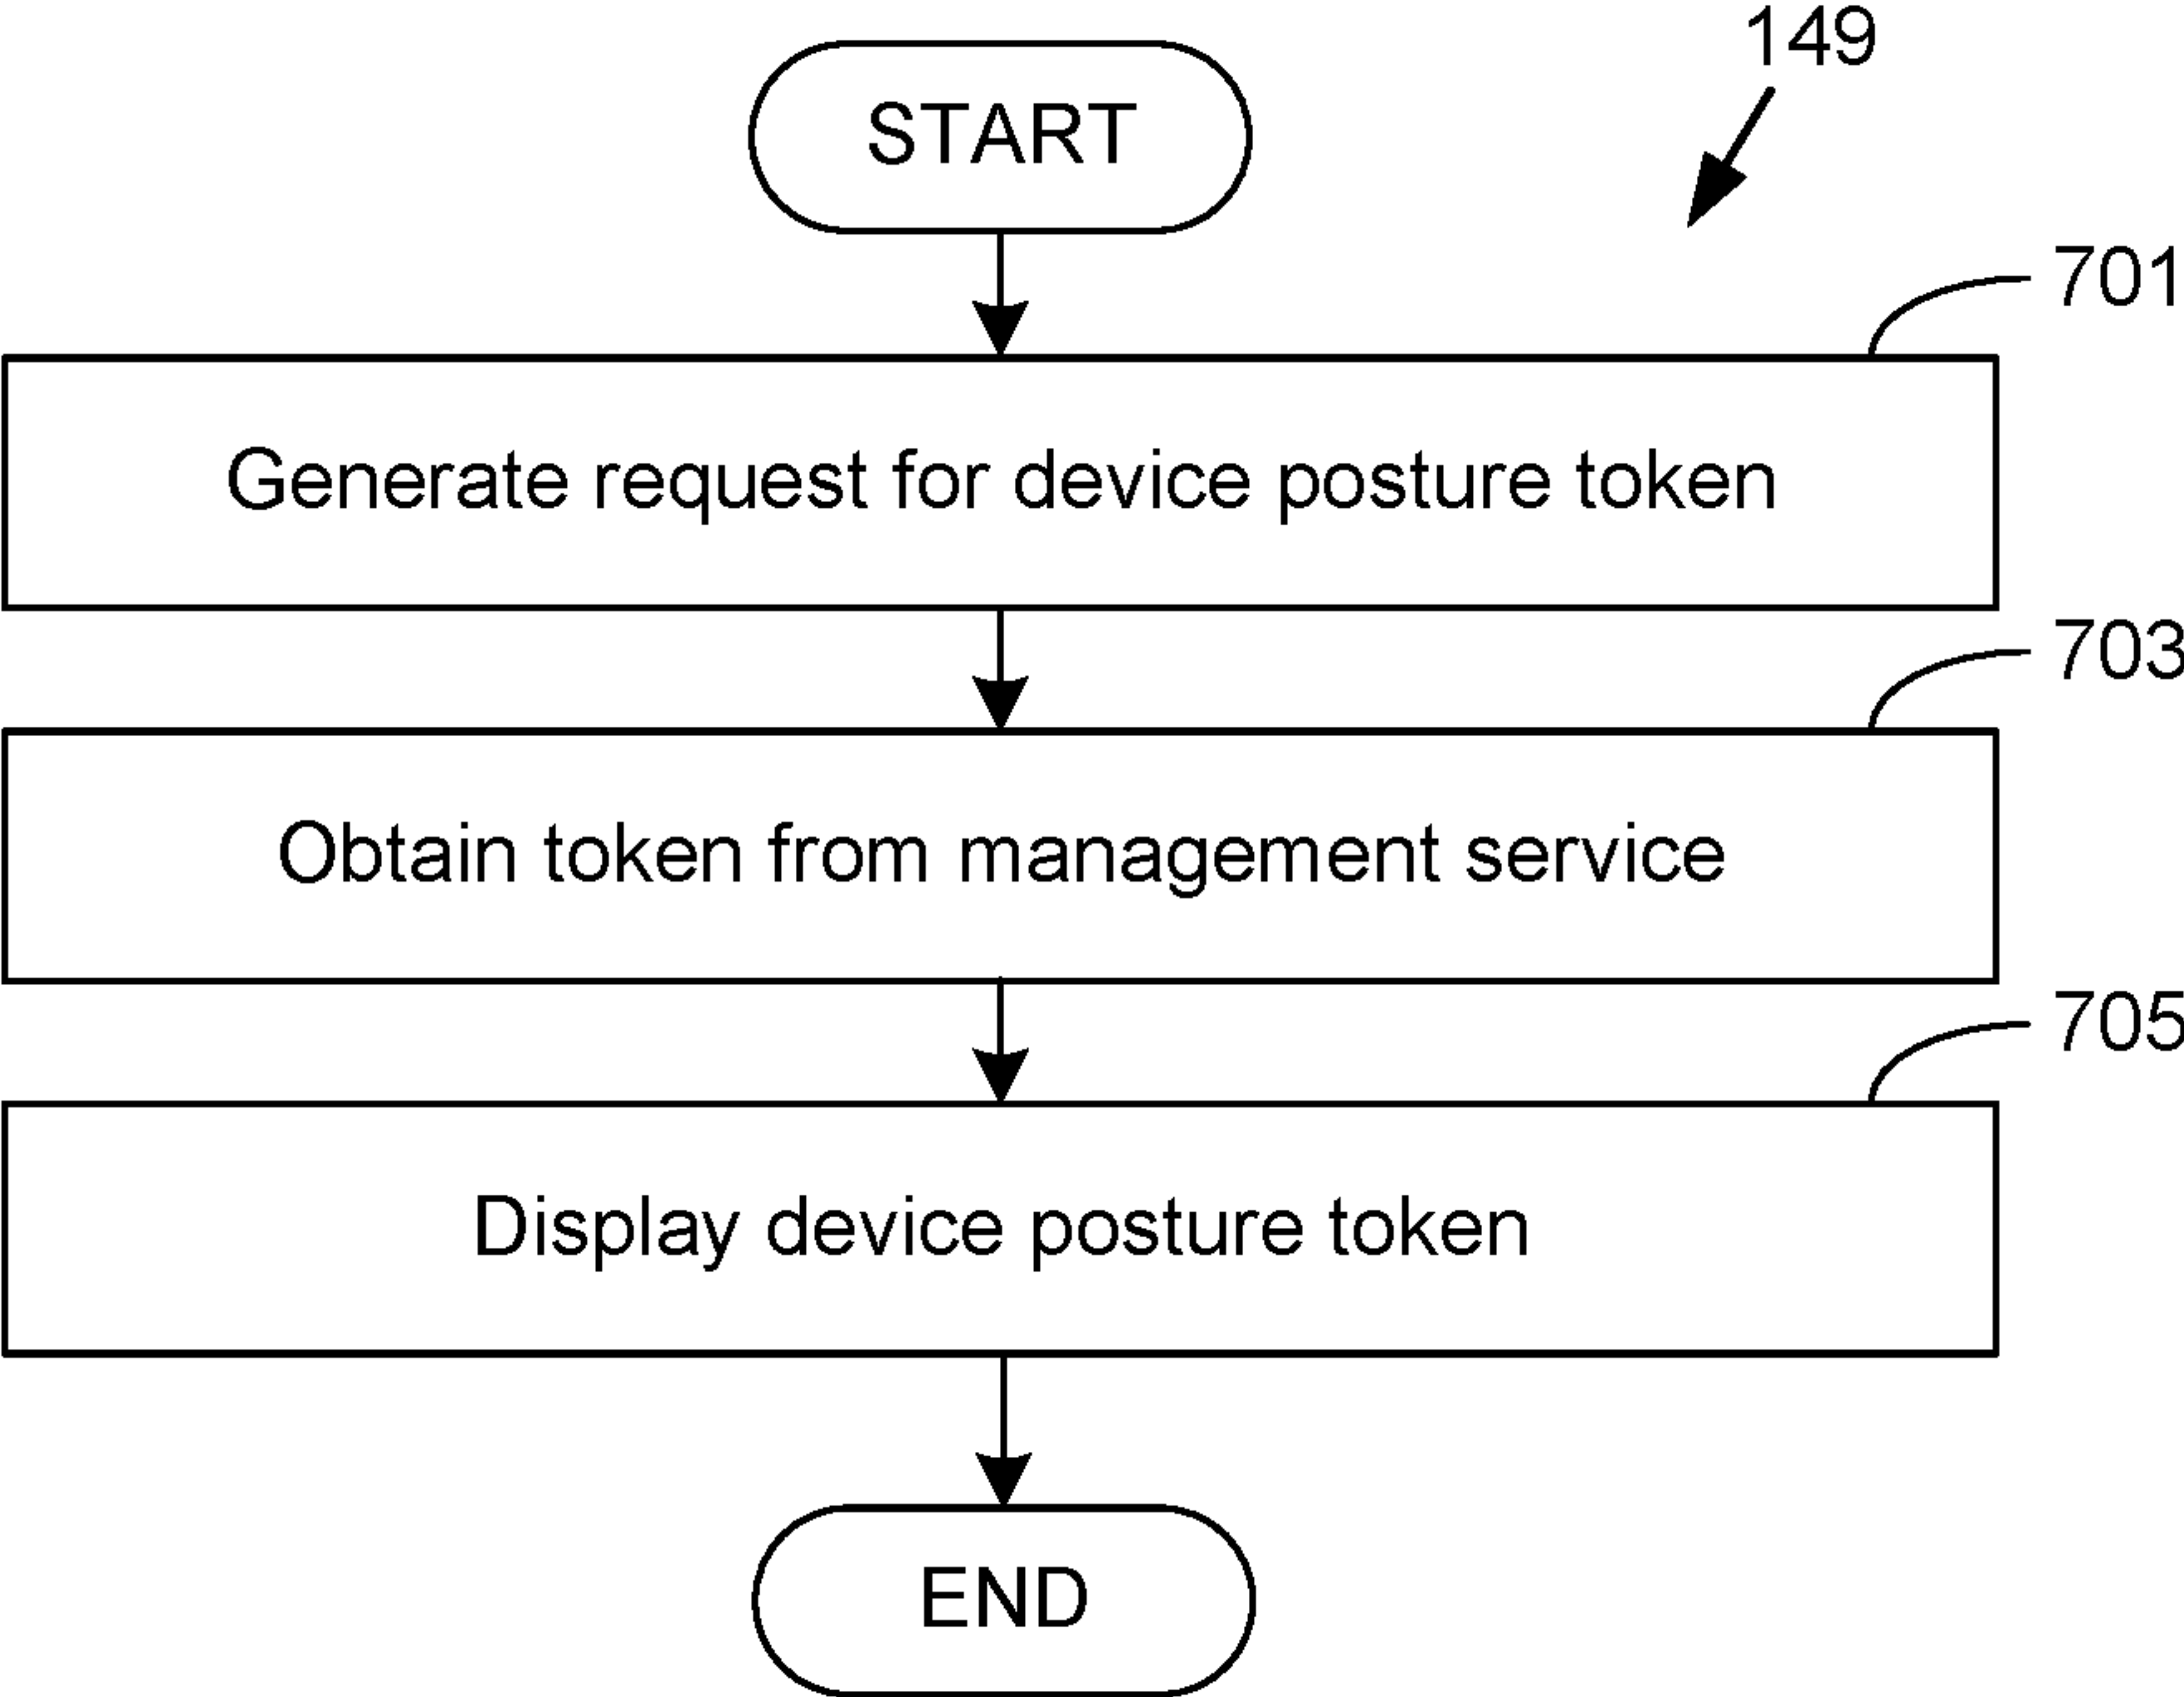 149
START
701
Generate request for device posture token
703
Obtain token from management service
705
Display device posture token
END